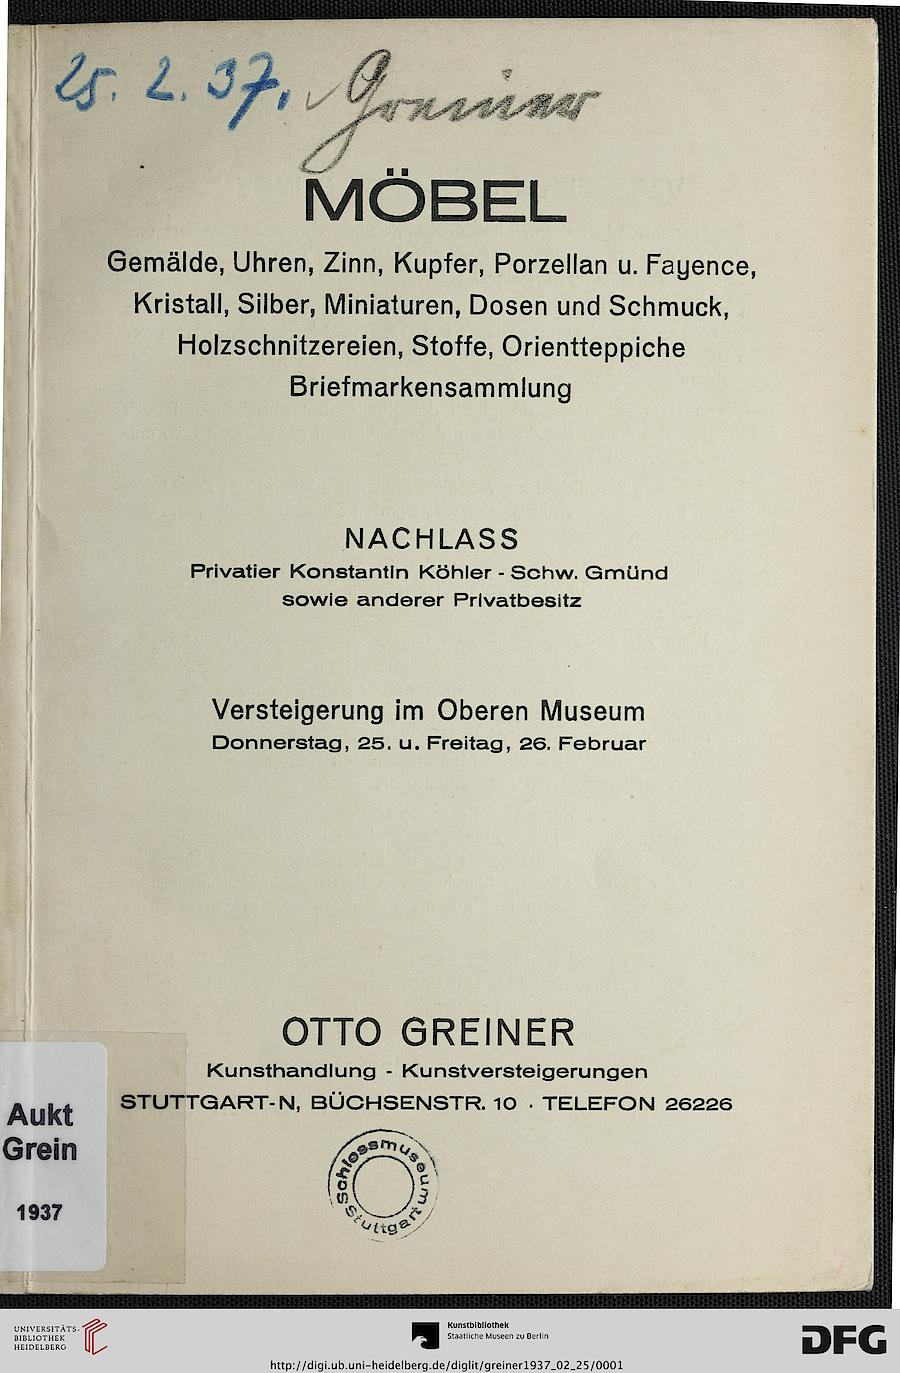 25. 2. 37. Greiner
MÖBEL
Gemälde, Uhren, Zinn, Kupfer, Porzellan u. Fayence,
Kristall, Silber, Miniaturen, Dosen und Schmuck,
Holzschnitzereien, Stoffe, Orientteppiche
Briefmarkensammlung
NACHLASS
Privatier Konstantin Köhler - Schw. Gmünd
sowie anderer Privatbesitz
Versteigerung im Oberen Museum
Donnerstag, 25. u. Freitag, 26. Februar
OTTO GREINER
Kunsthandlung - Kunstversteigerungen
STUTTGART-N, BÜCHSENSTR. 10 · TELEFON 26226
Schlossmuseum
Stuttgart
Aukt
Grein
1937
UNIVERSITÄTS-
BIBLIOTHEK
HEIDELBERG
Kunstbibliothek
Staatliche Museen zu Berlin
DFG
http://digi.ub.uni-heidelberg.de/diglit/greiner1937_02_25/0001